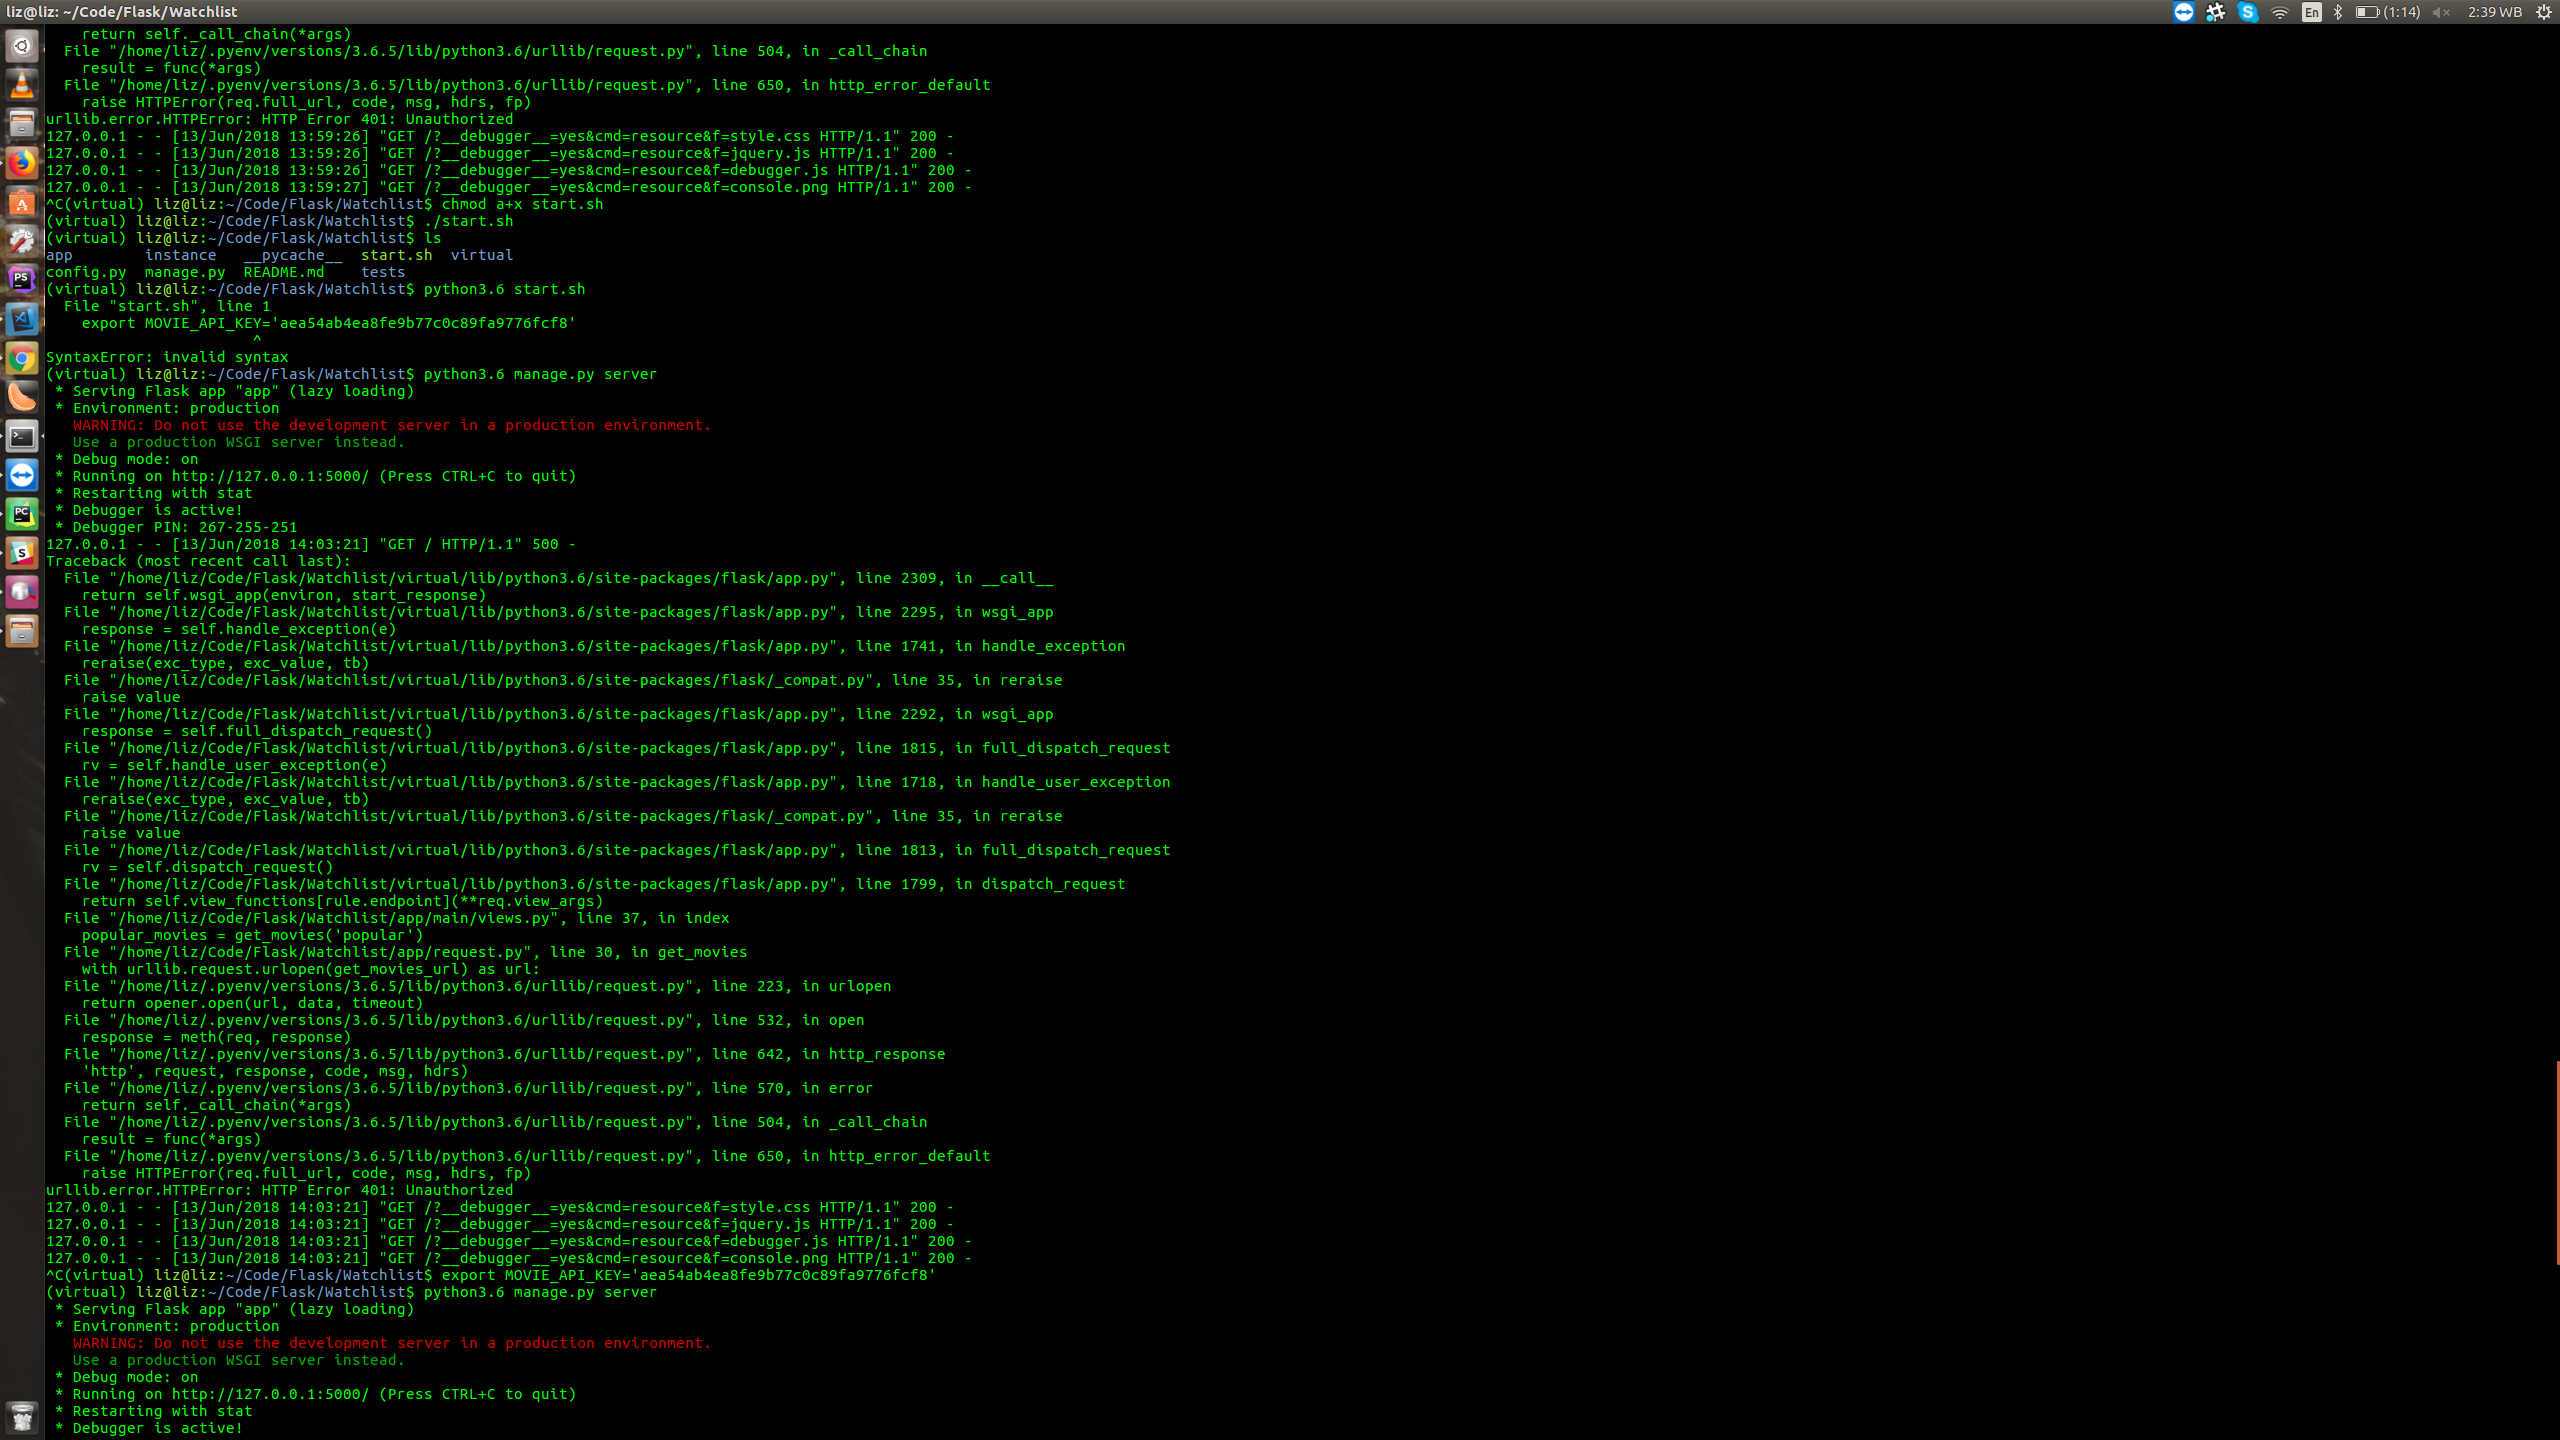 liz@liz: ~/Code/Flask/Watchlist
En
(1:14)
2:39 WB
    return self._call_chain(*args)
  File "/home/liz/.pyenv/versions/3.6.5/lib/python3.6/urllib/request.py", line 504, in _call_chain
    result = func(*args)
  File "/home/liz/.pyenv/versions/3.6.5/lib/python3.6/urllib/request.py", line 650, in http_error_default
    raise HTTPError(req.full_url, code, msg, hdrs, fp)
urllib.error.HTTPError: HTTP Error 401: Unauthorized
127.0.0.1 - - [13/Jun/2018 13:59:26] "GET /?__debugger__=yes&cmd=resource&f=style.css HTTP/1.1" 200 -
127.0.0.1 - - [13/Jun/2018 13:59:26] "GET /?__debugger__=yes&cmd=resource&f=jquery.js HTTP/1.1" 200 -
127.0.0.1 - - [13/Jun/2018 13:59:26] "GET /?__debugger__=yes&cmd=resource&f=debugger.js HTTP/1.1" 200 -
127.0.0.1 - - [13/Jun/2018 13:59:27] "GET /?__debugger__=yes&cmd=resource&f=console.png HTTP/1.1" 200 -
^C(virtual) liz@liz:~/Code/Flask/Watchlist$ chmod a+x start.sh
(virtual) liz@liz:~/Code/Flask/Watchlist$ ./start.sh
(virtual) liz@liz:~/Code/Flask/Watchlist$ ls
app        instance   __pycache__  start.sh  virtual
config.py  manage.py  README.md    tests
(virtual) liz@liz:~/Code/Flask/Watchlist$ python3.6 start.sh
  File "start.sh", line 1
    export MOVIE_API_KEY='aea54ab4ea8fe9b77c0c89fa9776fcf8'
                       ^
SyntaxError: invalid syntax
(virtual) liz@liz:~/Code/Flask/Watchlist$ python3.6 manage.py server
 * Serving Flask app "app" (lazy loading)
 * Environment: production
   WARNING: Do not use the development server in a production environment.
   Use a production WSGI server instead.
 * Debug mode: on
 * Running on http://127.0.0.1:5000/ (Press CTRL+C to quit)
 * Restarting with stat
 * Debugger is active!
 * Debugger PIN: 267-255-251
127.0.0.1 - - [13/Jun/2018 14:03:21] "GET / HTTP/1.1" 500 -
Traceback (most recent call last):
  File "/home/liz/Code/Flask/Watchlist/virtual/lib/python3.6/site-packages/flask/app.py", line 2309, in __call__
    return self.wsgi_app(environ, start_response)
  File "/home/liz/Code/Flask/Watchlist/virtual/lib/python3.6/site-packages/flask/app.py", line 2295, in wsgi_app
    response = self.handle_exception(e)
  File "/home/liz/Code/Flask/Watchlist/virtual/lib/python3.6/site-packages/flask/app.py", line 1741, in handle_exception
    reraise(exc_type, exc_value, tb)
  File "/home/liz/Code/Flask/Watchlist/virtual/lib/python3.6/site-packages/flask/_compat.py", line 35, in reraise
    raise value
  File "/home/liz/Code/Flask/Watchlist/virtual/lib/python3.6/site-packages/flask/app.py", line 2292, in wsgi_app
    response = self.full_dispatch_request()
  File "/home/liz/Code/Flask/Watchlist/virtual/lib/python3.6/site-packages/flask/app.py", line 1815, in full_dispatch_request
    rv = self.handle_user_exception(e)
  File "/home/liz/Code/Flask/Watchlist/virtual/lib/python3.6/site-packages/flask/app.py", line 1718, in handle_user_exception
    reraise(exc_type, exc_value, tb)
  File "/home/liz/Code/Flask/Watchlist/virtual/lib/python3.6/site-packages/flask/_compat.py", line 35, in reraise
    raise value
  File "/home/liz/Code/Flask/Watchlist/virtual/lib/python3.6/site-packages/flask/app.py", line 1813, in full_dispatch_request
    rv = self.dispatch_request()
  File "/home/liz/Code/Flask/Watchlist/virtual/lib/python3.6/site-packages/flask/app.py", line 1799, in dispatch_request
    return self.view_functions[rule.endpoint](**req.view_args)
  File "/home/liz/Code/Flask/Watchlist/app/main/views.py", line 37, in index
    popular_movies = get_movies('popular')
  File "/home/liz/Code/Flask/Watchlist/app/request.py", line 30, in get_movies
    with urllib.request.urlopen(get_movies_url) as url:
  File "/home/liz/.pyenv/versions/3.6.5/lib/python3.6/urllib/request.py", line 223, in urlopen
    return opener.open(url, data, timeout)
  File "/home/liz/.pyenv/versions/3.6.5/lib/python3.6/urllib/request.py", line 532, in open
    response = meth(req, response)
  File "/home/liz/.pyenv/versions/3.6.5/lib/python3.6/urllib/request.py", line 642, in http_response
    'http', request, response, code, msg, hdrs)
  File "/home/liz/.pyenv/versions/3.6.5/lib/python3.6/urllib/request.py", line 570, in error
    return self._call_chain(*args)
  File "/home/liz/.pyenv/versions/3.6.5/lib/python3.6/urllib/request.py", line 504, in _call_chain
    result = func(*args)
  File "/home/liz/.pyenv/versions/3.6.5/lib/python3.6/urllib/request.py", line 650, in http_error_default
    raise HTTPError(req.full_url, code, msg, hdrs, fp)
urllib.error.HTTPError: HTTP Error 401: Unauthorized
127.0.0.1 - - [13/Jun/2018 14:03:21] "GET /?__debugger__=yes&cmd=resource&f=style.css HTTP/1.1" 200 -
127.0.0.1 - - [13/Jun/2018 14:03:21] "GET /?__debugger__=yes&cmd=resource&f=jquery.js HTTP/1.1" 200 -
127.0.0.1 - - [13/Jun/2018 14:03:21] "GET /?__debugger__=yes&cmd=resource&f=debugger.js HTTP/1.1" 200 -
127.0.0.1 - - [13/Jun/2018 14:03:21] "GET /?__debugger__=yes&cmd=resource&f=console.png HTTP/1.1" 200 -
^C(virtual) liz@liz:~/Code/Flask/Watchlist$ export MOVIE_API_KEY='aea54ab4ea8fe9b77c0c89fa9776fcf8'
(virtual) liz@liz:~/Code/Flask/Watchlist$ python3.6 manage.py server
 * Serving Flask app "app" (lazy loading)
 * Environment: production
   WARNING: Do not use the development server in a production environment.
   Use a production WSGI server instead.
 * Debug mode: on
 * Running on http://127.0.0.1:5000/ (Press CTRL+C to quit)
 * Restarting with stat
 * Debugger is active!
PS
PC
S